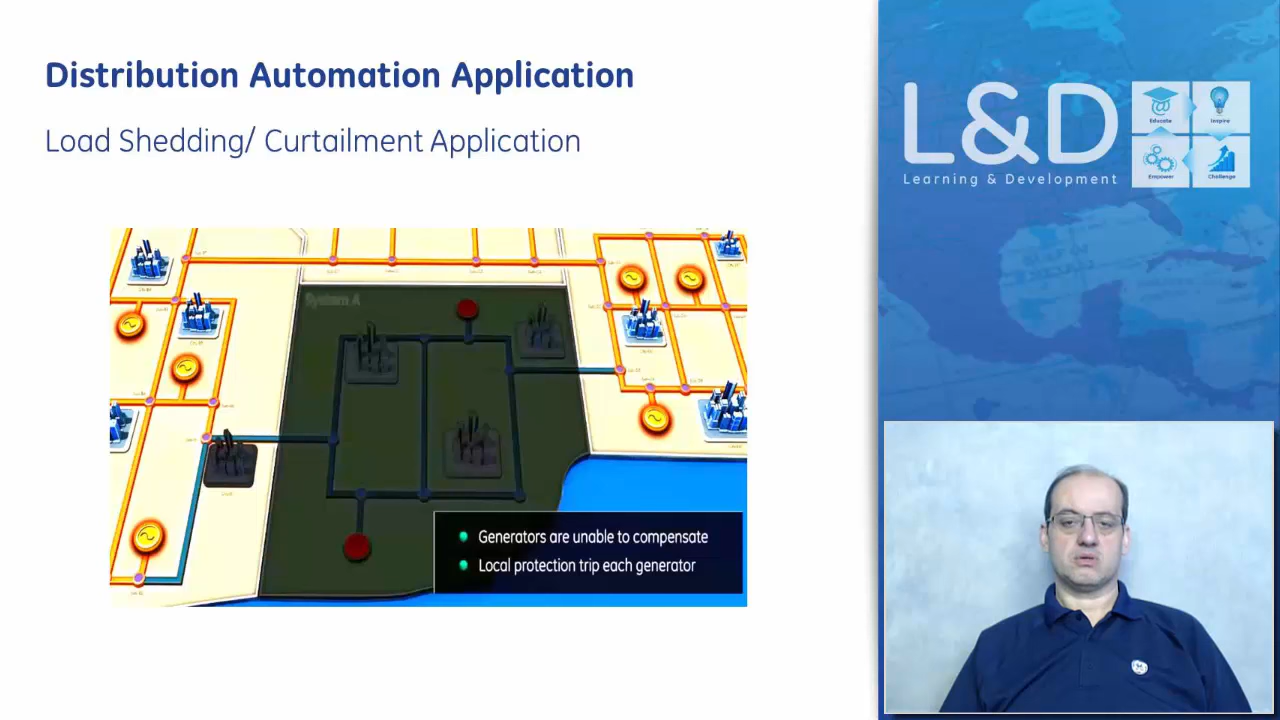 Distribution Automation Application
Load Shedding/ Curtailment Application
L&D
Learning & Development
Educate
Inspire
Empower
Challenge
System A
Generators are unable to compensate
Local protection trip each generator